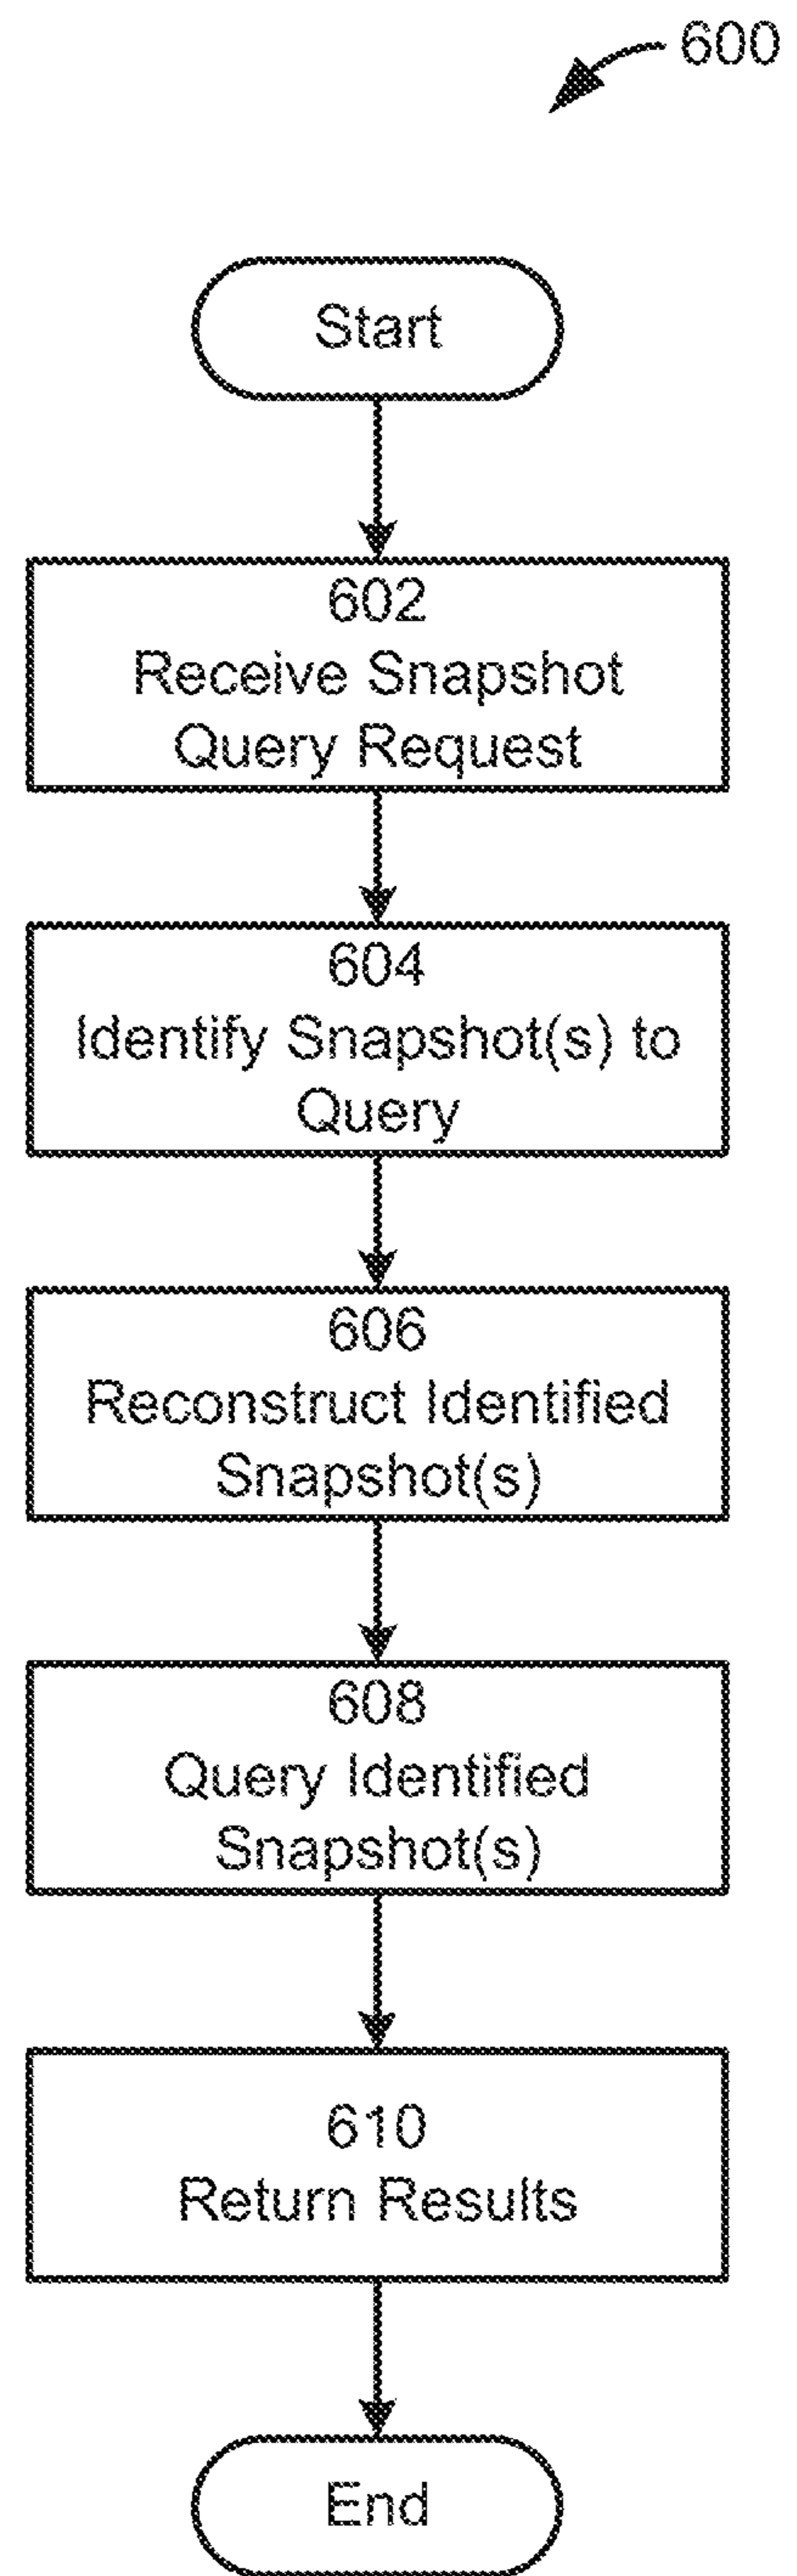 600
Start
602
Receive Snapshot
Query Request
604
Identify Snapshot(s) to
Query
606
Reconstruct Identified
Snapshot(s)
608
Query Identified
Snapshot(s)
610
Return Results
End